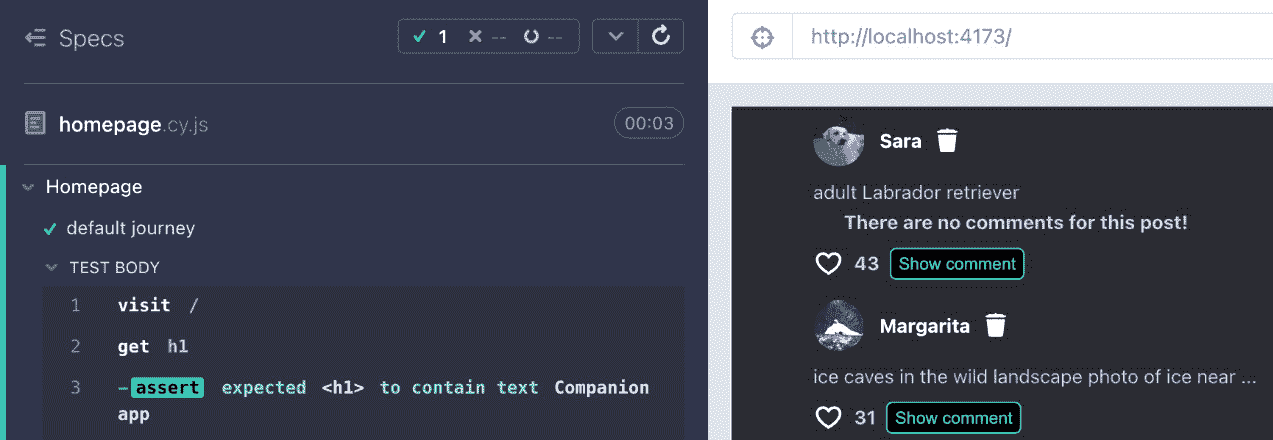 Specs
1 -- --
homepage.cy.js
00:03
Homepage
default journey
TEST BODY
1 visit /
2 get h1
3 -assert expected <h1> to contain text Companion
app
http://localhost:4173/
Sara
adult Labrador retriever
There are no comments for this post!
43 Show comment
Margarita
ice caves in the wild landscape photo of ice near ...
31 Show comment